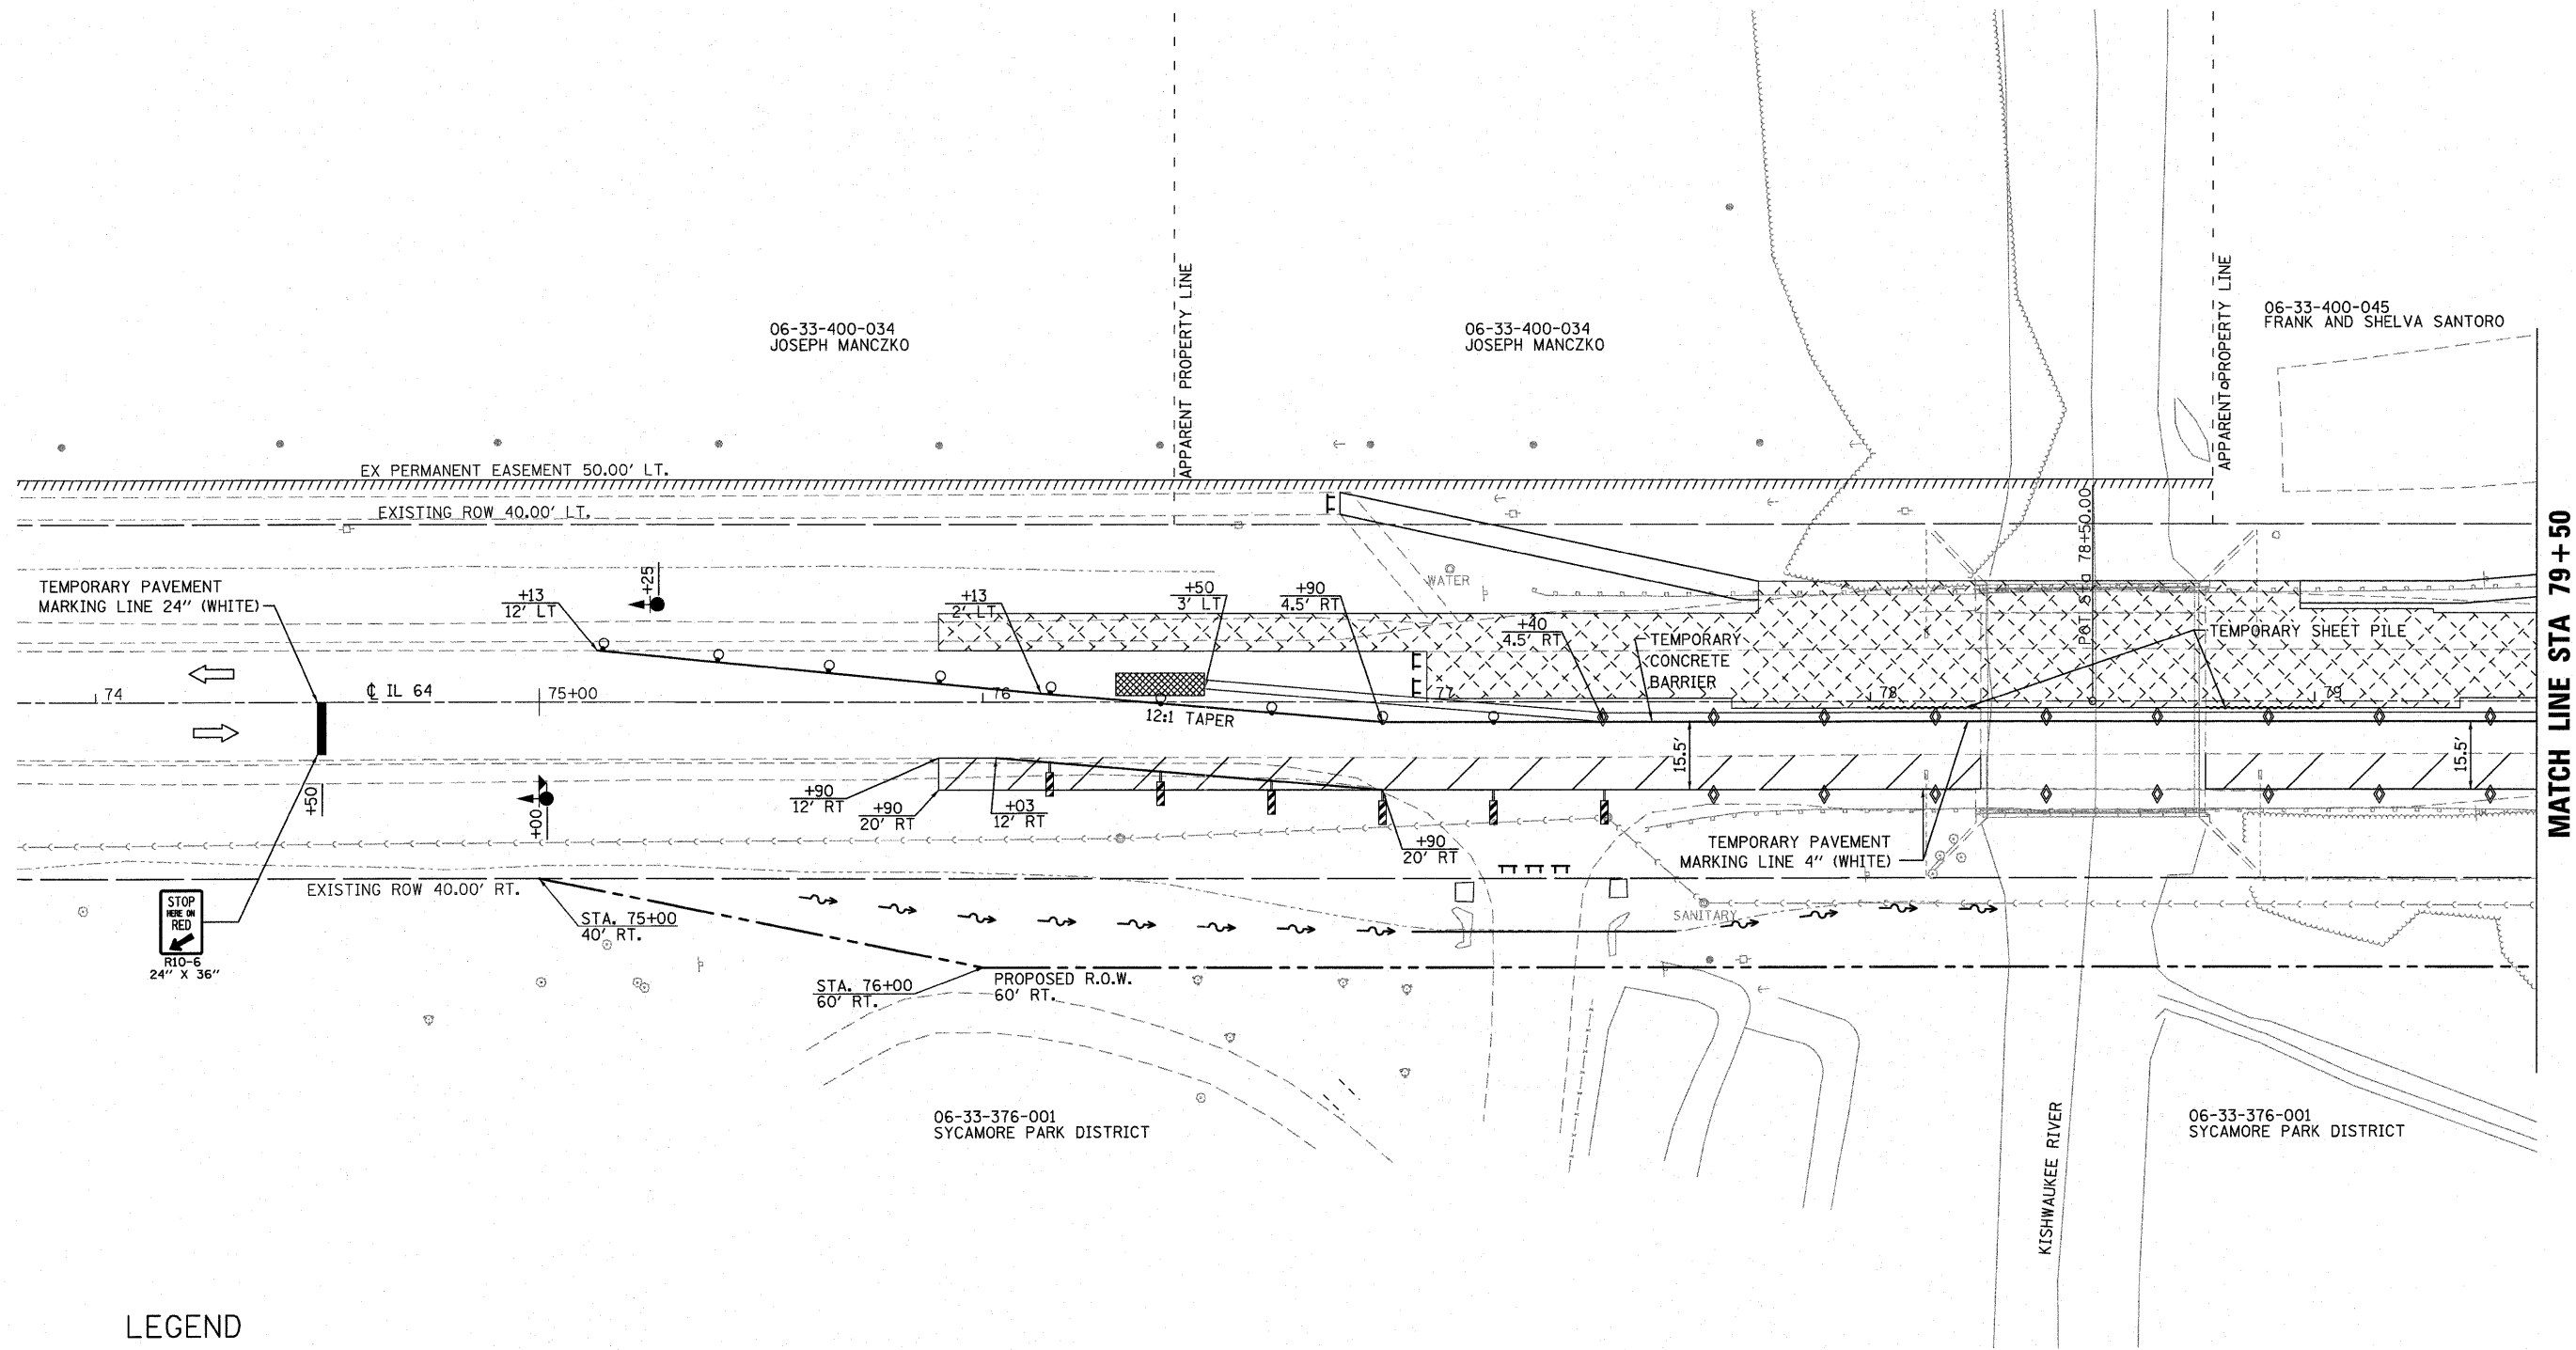 APPARENT PROPERTY LINE
APPARENT PROPERTY LINE
06-33-400-034
JOSEPH MANCZKO
06-33-400-034
JOSEPH MANCZKO
06-33-400-045
FRANK AND SHELVA SANTORO
EX PERMANENT EASEMENT 50.00' LT.
EXISTING ROW 40.00' LT.
MATCH LINE STA 79+50
TEMPORARY PAVEMENT
MARKING LINE 24" (WHITE)
+13
12' LT
+25
+13
2' LT
+50
3' LT
+90
4.5' RT
WATER
+40
4.5' RT
TEMPORARY
CONCRETE
BARRIER
POT Sta 78+50.00
TEMPORARY SHEET PILE
74
℄ IL 64
75+00
76
77
78
79
12:1 TAPER
15.5'
15.5'
+50
+00
+90
12' RT
+90
20' RT
+03
12' RT
+90
20' RT
TEMPORARY PAVEMENT
MARKING LINE 4" (WHITE)
EXISTING ROW 40.00' RT.
STOP
HERE ON
RED
R10-6
24" X 36"
STA. 75+00
40' RT.
SANITARY
STA. 76+00
60' RT.
PROPOSED R.O.W.
60' RT.
06-33-376-001
SYCAMORE PARK DISTRICT
KISHWAUKEE RIVER
06-33-376-001
SYCAMORE PARK DISTRICT
LEGEND